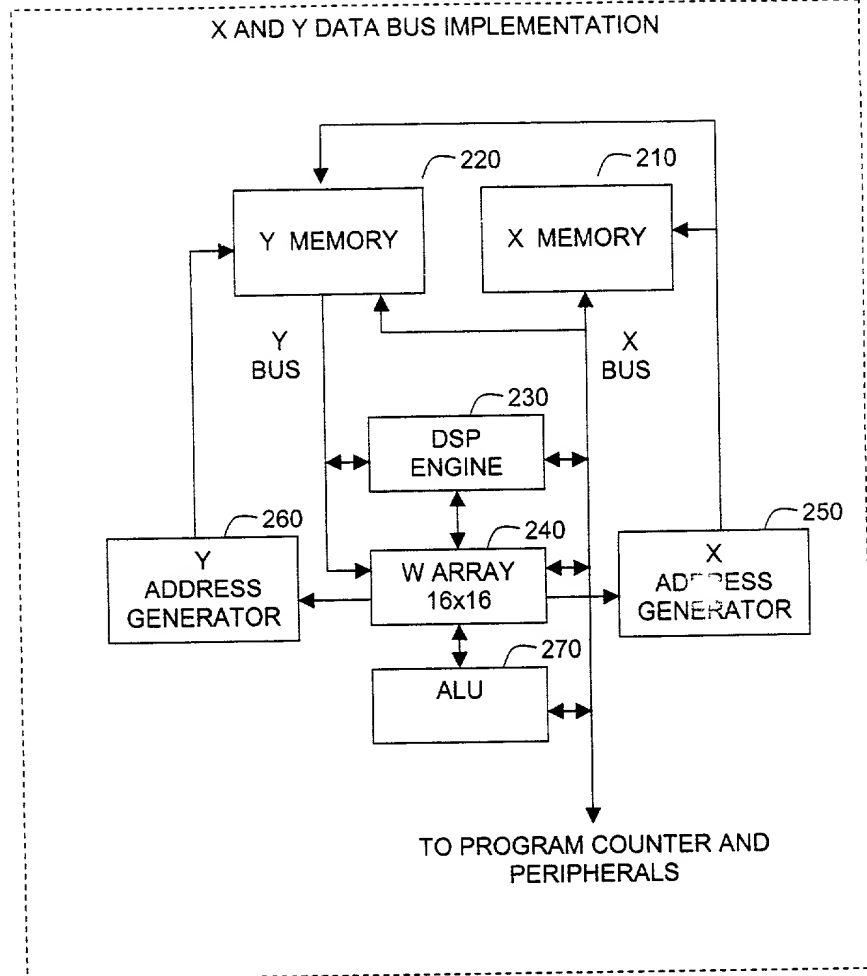 X AND Y DATA BUS IMPLEMENTATION
220
210
Y MEMORY
X MEMORY
Y
BUS
X
BUS
230
DSP
ENGINE
260
240
250
Y
ADDRESS
GENERATOR
W ARRAY
16x16
X
ADDRESS
GENERATOR
270
ALU
TO PROGRAM COUNTER AND
PERIPHERALS